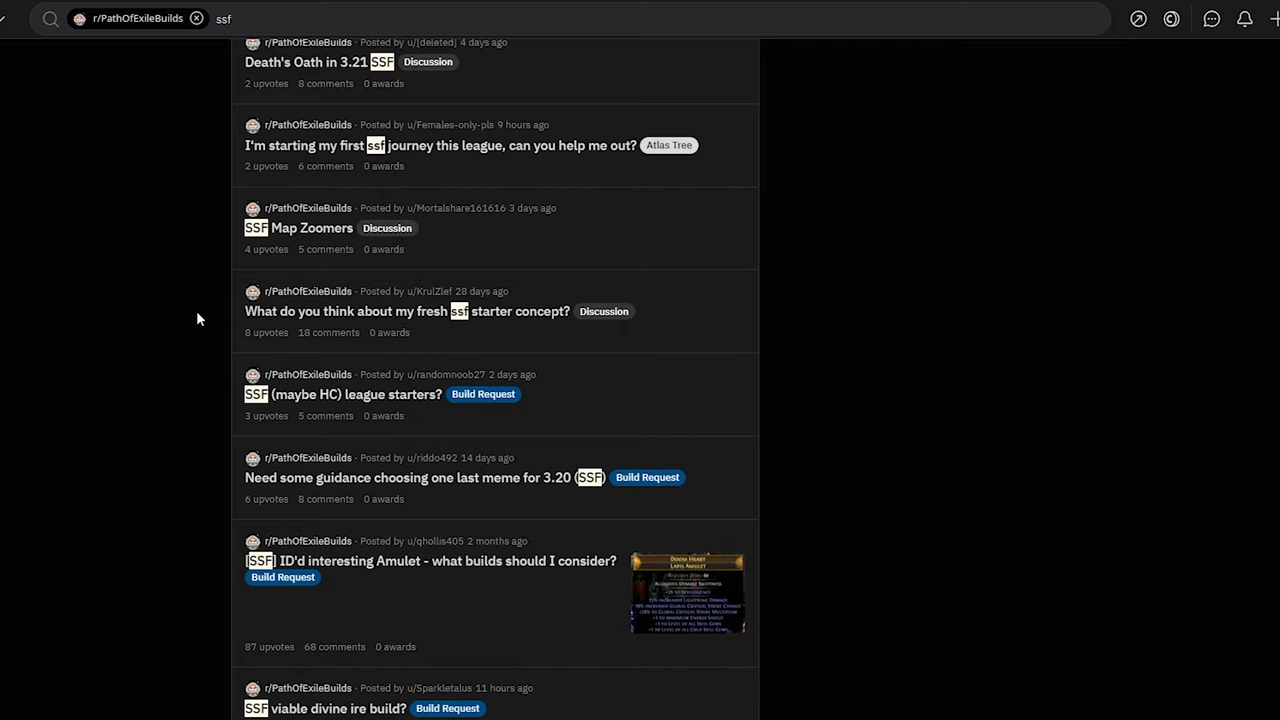 r/PathOfExileBuilds ssf
r/PathOfExileBuilds · Posted by u/[deleted] 4 days ago
Death's Oath in 3.21 SSF Discussion
2 upvotes 8 comments 0 awards
r/PathOfExileBuilds · Posted by u/Females-only-pls 9 hours ago
I'm starting my first ssf journey this league, can you help me out? Atlas Tree
2 upvotes 6 comments 0 awards
r/PathOfExileBuilds · Posted by u/Mortalshare161616 3 days ago
SSF Map Zoomers Discussion
4 upvotes 5 comments 0 awards
r/PathOfExileBuilds · Posted by u/KrulZlef 28 days ago
What do you think about my fresh ssf starter concept? Discussion
8 upvotes 18 comments 0 awards
r/PathOfExileBuilds · Posted by u/randomnoob27 2 days ago
SSF (maybe HC) league starters? Build Request
3 upvotes 5 comments 0 awards
r/PathOfExileBuilds · Posted by u/riddo492 14 days ago
Need some guidance choosing one last meme for 3.20 (SSF) Build Request
6 upvotes 8 comments 0 awards
r/PathOfExileBuilds · Posted by u/qhollis405 2 months ago
[SSF] ID'd interesting Amulet - what builds should I consider?
Build Request
DOOM HEART
LAPIS AMULET
87 upvotes 68 comments 0 awards
r/PathOfExileBuilds · Posted by u/Sparkletalus 11 hours ago
SSF viable divine ire build? Build Request